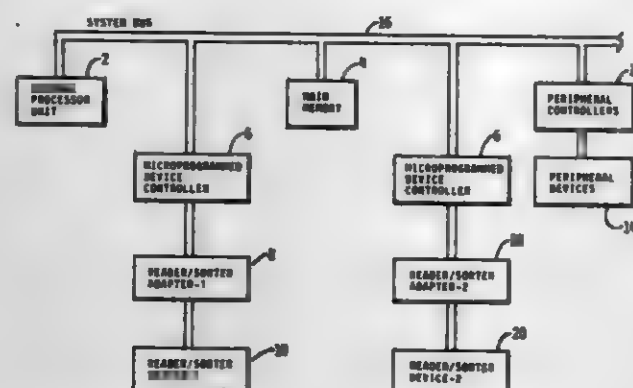 SYSTEM BUS
16
2
PROCESSOR
UNIT
4
MAIN
MEMORY
PERIPHERAL
CONTROLLERS
6
MICROPROGRAMMED
DEVICE
CONTROLLER
6
MICROPROGRAMMED
DEVICE
CONTROLLER
PERIPHERAL
DEVICES
8
READER/SORTER
ADAPTER-1
READER/SORTER
ADAPTER-2
10
READER/SORTER
20
READER/SORTER
DEVICE-2